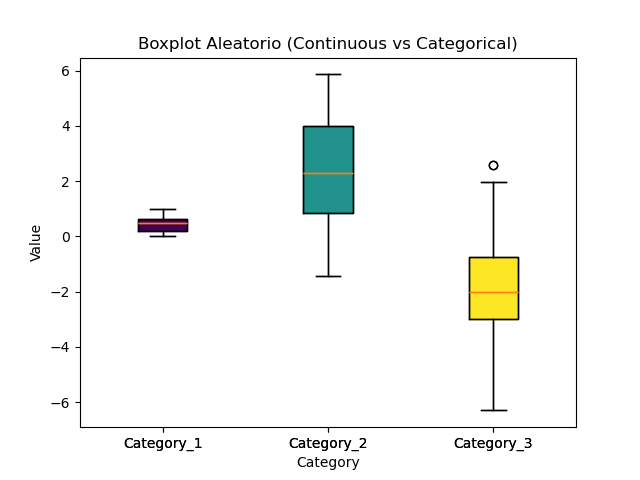 Boxplot Aleatorio (Continuous vs Categorical)
6
4
2
0
−2
−4
−6
Value
Category_1
Category_2
Category_3
Category